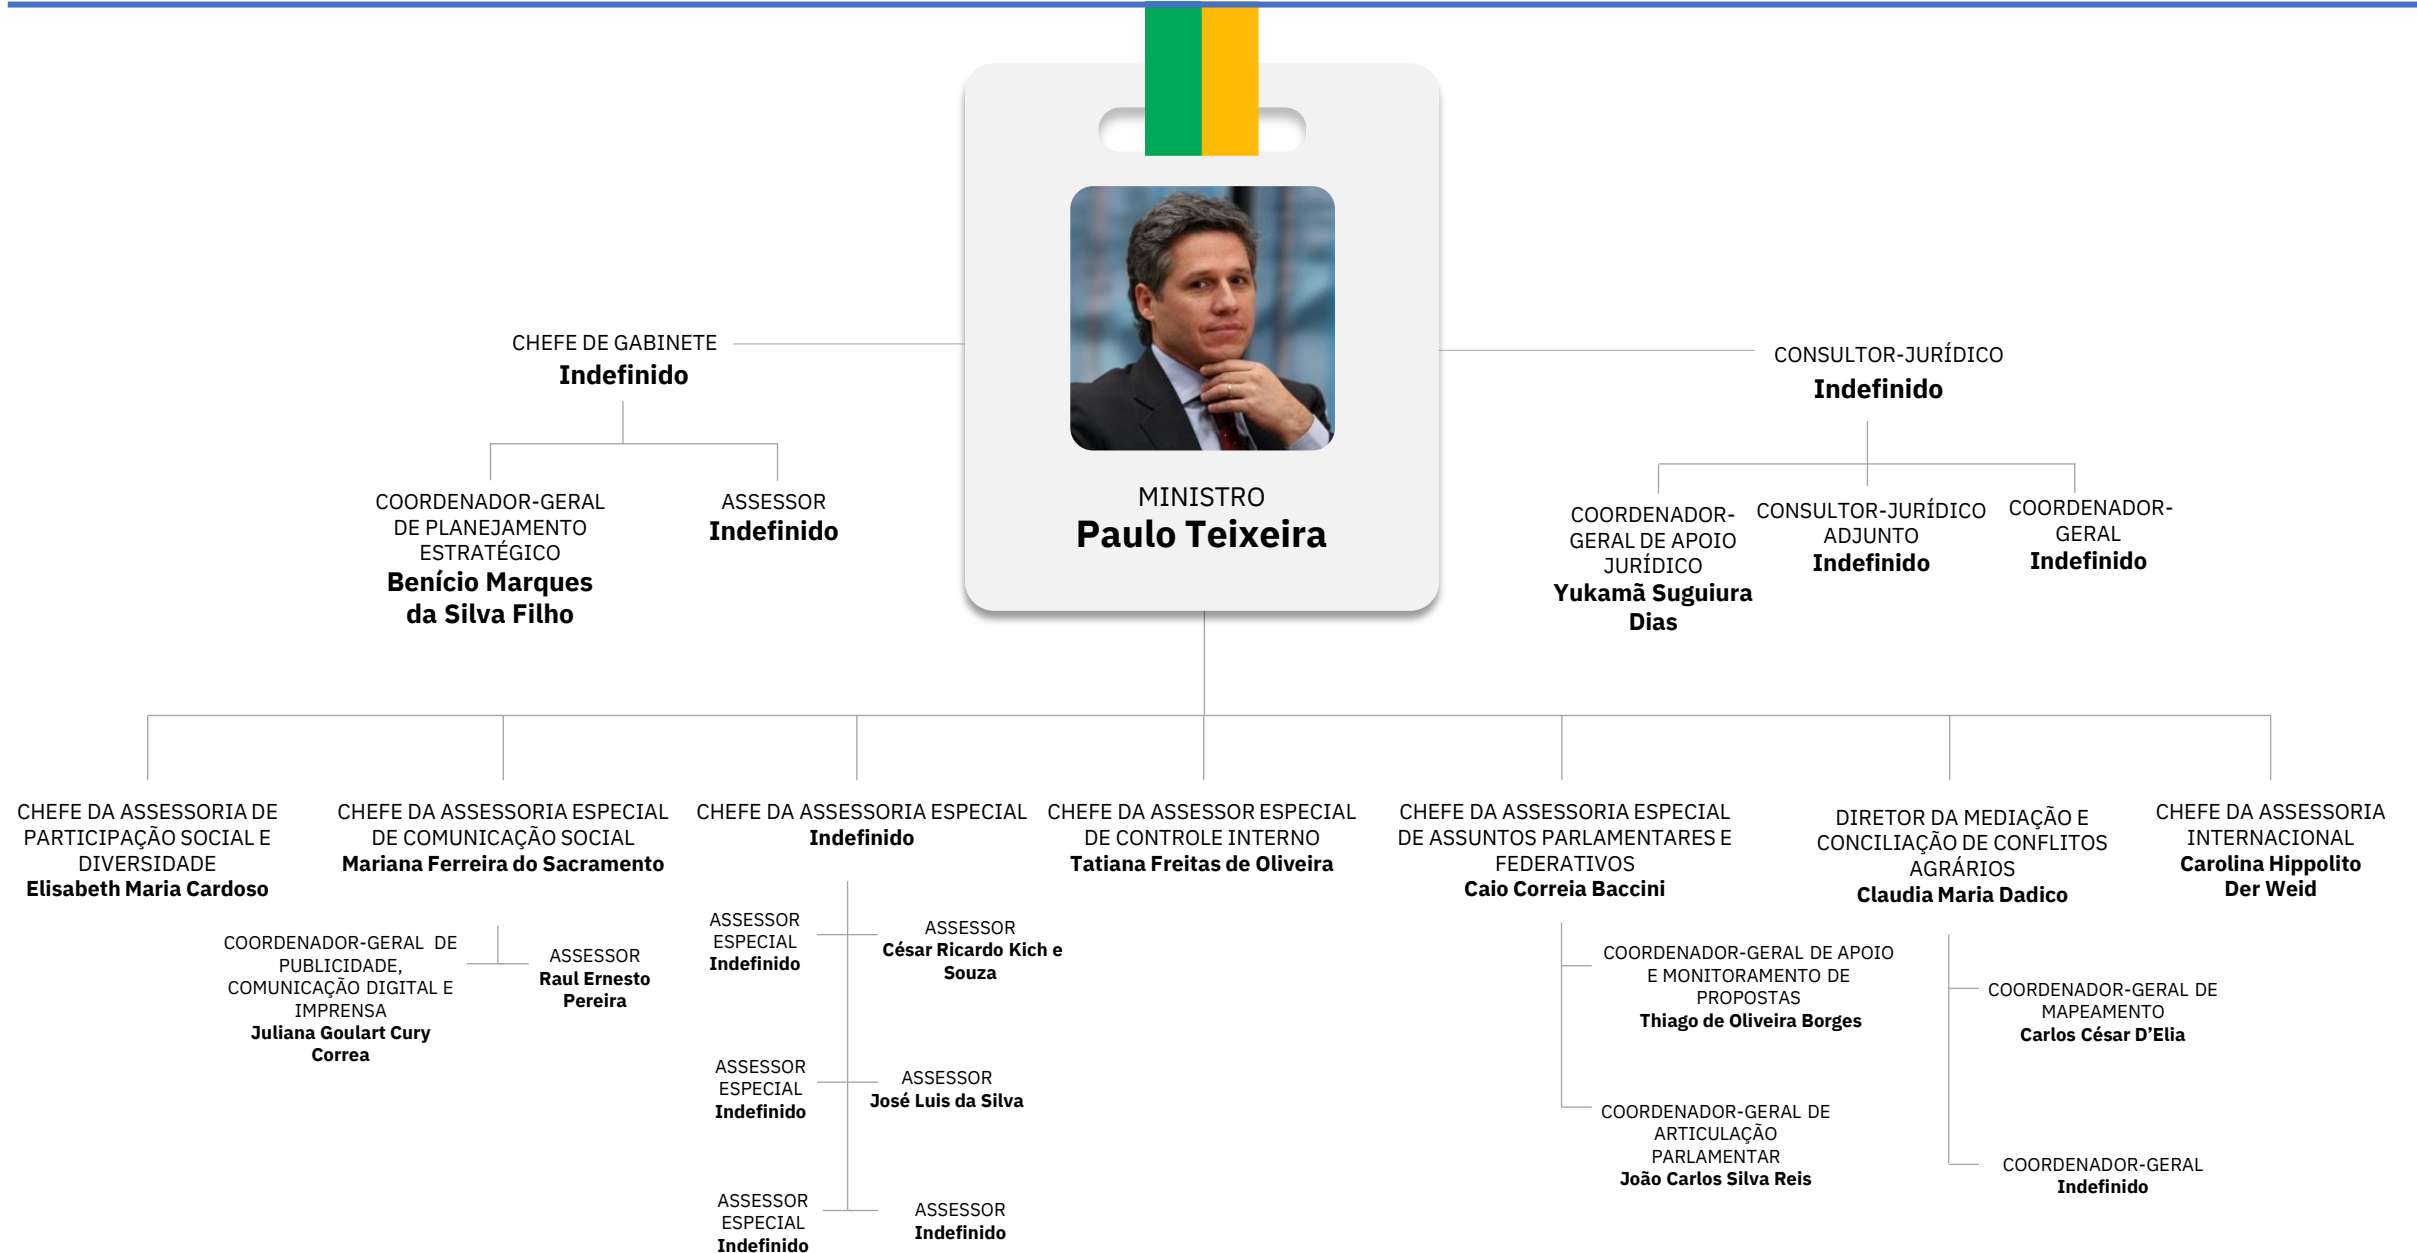 MINISTRO
Paulo Teixeira
CHEFE DE GABINETE
Indefinido
COORDENADOR-GERAL
DE PLANEJAMENTO
ESTRATÉGICO
Benício Marques
da Silva Filho
ASSESSOR
Indefinido
CONSULTOR-JURÍDICO
Indefinido
COORDENADOR-
GERAL DE APOIO
JURÍDICO
Yukamã Suguiura
Dias
CONSULTOR-JURÍDICO
ADJUNTO
Indefinido
COORDENADOR-
GERAL
Indefinido
CHEFE DA ASSESSORIA DE
PARTICIPAÇÃO SOCIAL E
DIVERSIDADE
Elisabeth Maria Cardoso
CHEFE DA ASSESSORIA ESPECIAL
DE COMUNICAÇÃO SOCIAL
Mariana Ferreira do Sacramento
COORDENADOR-GERAL DE
PUBLICIDADE,
COMUNICAÇÃO DIGITAL E
IMPRENSA
Juliana Goulart Cury
Correa
ASSESSOR
Raul Ernesto
Pereira
CHEFE DA ASSESSORIA ESPECIAL
Indefinido
ASSESSOR
ESPECIAL
Indefinido
ASSESSOR
César Ricardo Kich e
Souza
ASSESSOR
ESPECIAL
Indefinido
ASSESSOR
José Luis da Silva
ASSESSOR
ESPECIAL
Indefinido
ASSESSOR
Indefinido
CHEFE DA ASSESSOR ESPECIAL
DE CONTROLE INTERNO
Tatiana Freitas de Oliveira
CHEFE DA ASSESSORIA ESPECIAL
DE ASSUNTOS PARLAMENTARES E
FEDERATIVOS
Caio Correia Baccini
COORDENADOR-GERAL DE APOIO
E MONITORAMENTO DE
PROPOSTAS
Thiago de Oliveira Borges
COORDENADOR-GERAL DE
ARTICULAÇÃO
PARLAMENTAR
João Carlos Silva Reis
DIRETOR DA MEDIAÇÃO E
CONCILIAÇÃO DE CONFLITOS
AGRÁRIOS
Claudia Maria Dadico
COORDENADOR-GERAL DE
MAPEAMENTO
Carlos César D’Elia
COORDENADOR-GERAL
Indefinido
CHEFE DA ASSESSORIA
INTERNACIONAL
Carolina Hippolito
Der Weid